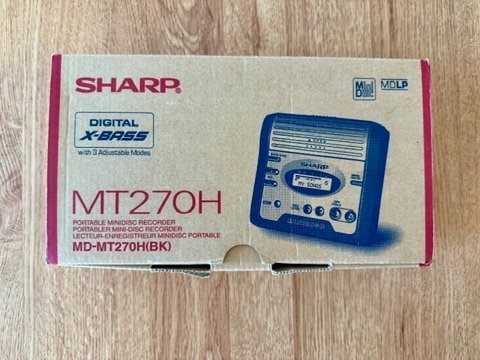 SHARP®
MiniDisc
MDLP
DIGITAL
X-BASS
with 3 Adjustable Modes
SHARP
MY SONGS
MT270H
PORTABLE MINIDISC RECORDER
PORTABLER MINI-DISC RECORDER
LECTEUR-ENREGISTREUR MINIDISC PORTABLE
MD-MT270H(BK)